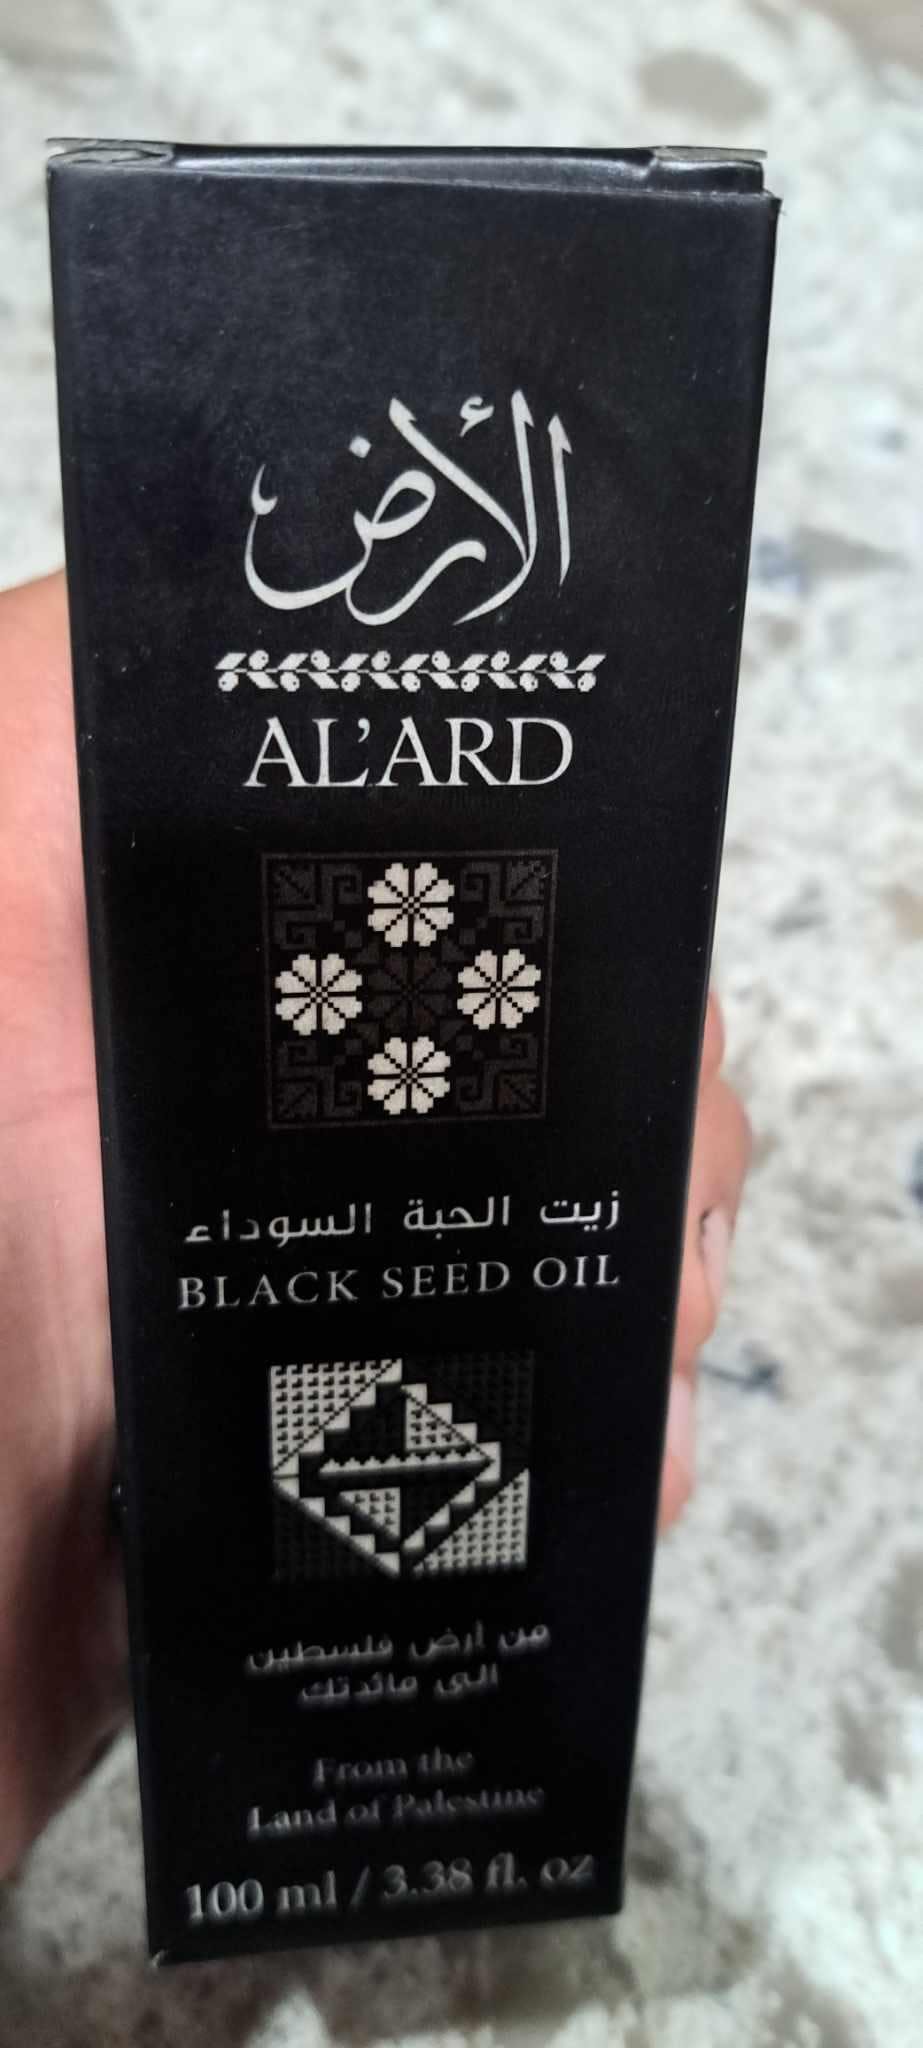 الأرض
AL'ARD
زيت الحبة السوداء
BLACK SEED OIL
من أرض فلسطين
الى مائدتك
From the
Land of Palestine
100 ml / 3.38 fl. oz